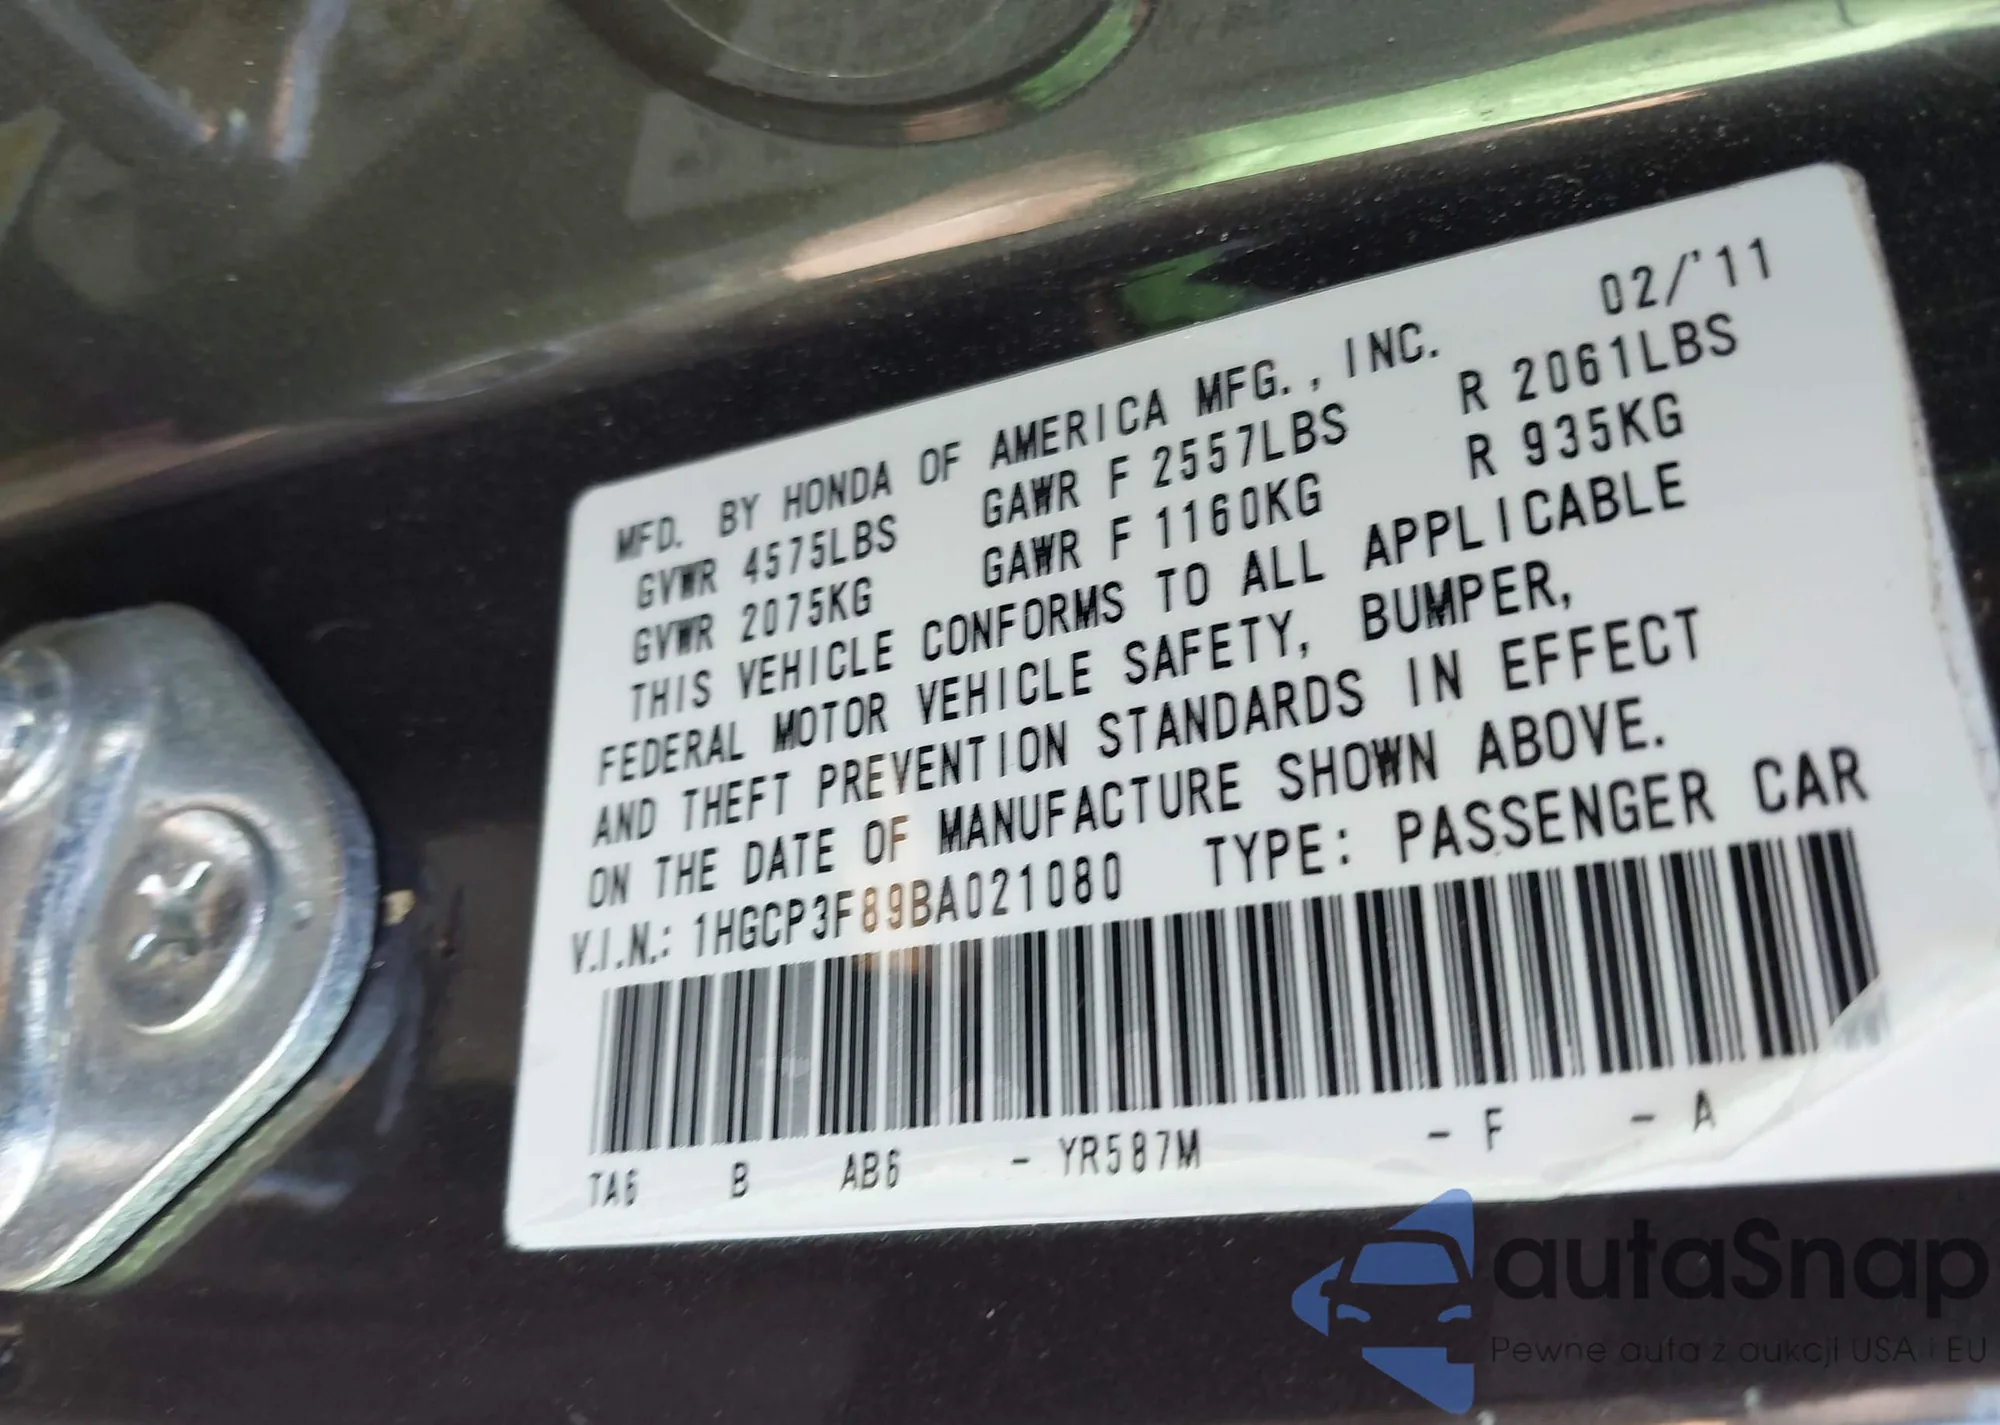 02/'11
MFD. BY HONDA OF AMERICA MFG., INC.
GVWR 4575LBS GAWR F 2557LBS R 2061LBS
GVWR 2075KG GAWR F 1160KG R 935KG
THIS VEHICLE CONFORMS TO ALL APPLICABLE
FEDERAL MOTOR VEHICLE SAFETY, BUMPER,
AND THEFT PREVENTION STANDARDS IN EFFECT
ON THE DATE OF MANUFACTURE SHOWN ABOVE.
V.I.N.: 1HGCP3F89BA021080 TYPE: PASSENGER CAR
TA6 B AB6 - YR587M - F - A
autaSnap
Pewne auta z aukcji USA i EU